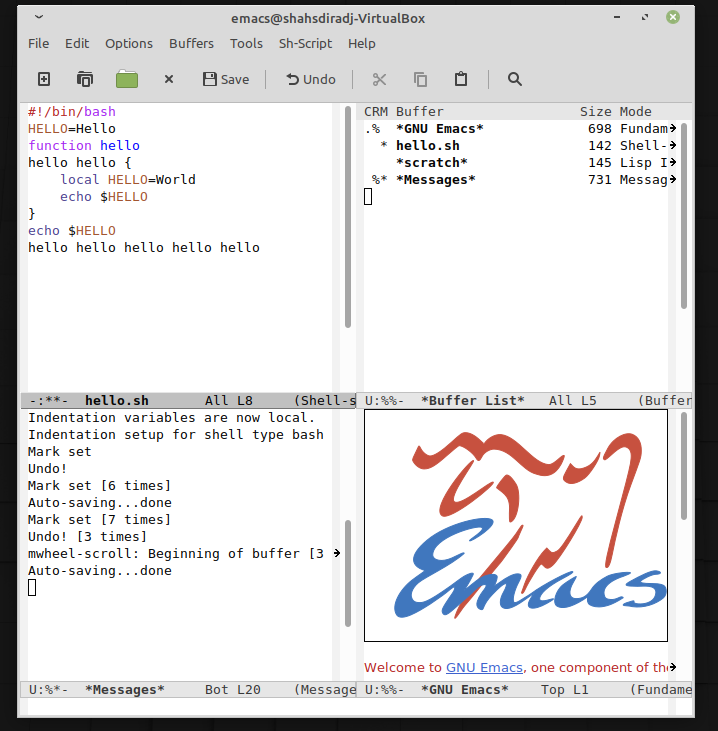 emacs@shahsdiradj-VirtualBox
File Edit Options Buffers Tools Sh-Script Help
Save Undo
#!/bin/bash
HELLO=Hello
function hello
hello hello {
    local HELLO=World
    echo $HELLO
}
echo $HELLO
hello hello hello hello hello
-:**-  hello.sh       All L8     (Shell-s
CRM Buffer                 Size Mode
.%  *GNU Emacs*             698 Fundam
  * hello.sh                142 Shell-
    *scratch*               145 Lisp I
 %* *Messages*              731 Messag
U:%%-  *Buffer List*   All L5     (Buffer
Indentation variables are now local.
Indentation setup for shell type bash
Mark set
Undo!
Mark set [6 times]
Auto-saving...done
Mark set [7 times]
Undo! [3 times]
mwheel-scroll: Beginning of buffer [3
Auto-saving...done
U:%*-  *Messages*     Bot L20    (Message
Emacs
Welcome to GNU Emacs, one component of the
U:%%-  *GNU Emacs*    Top L1     (Fundame